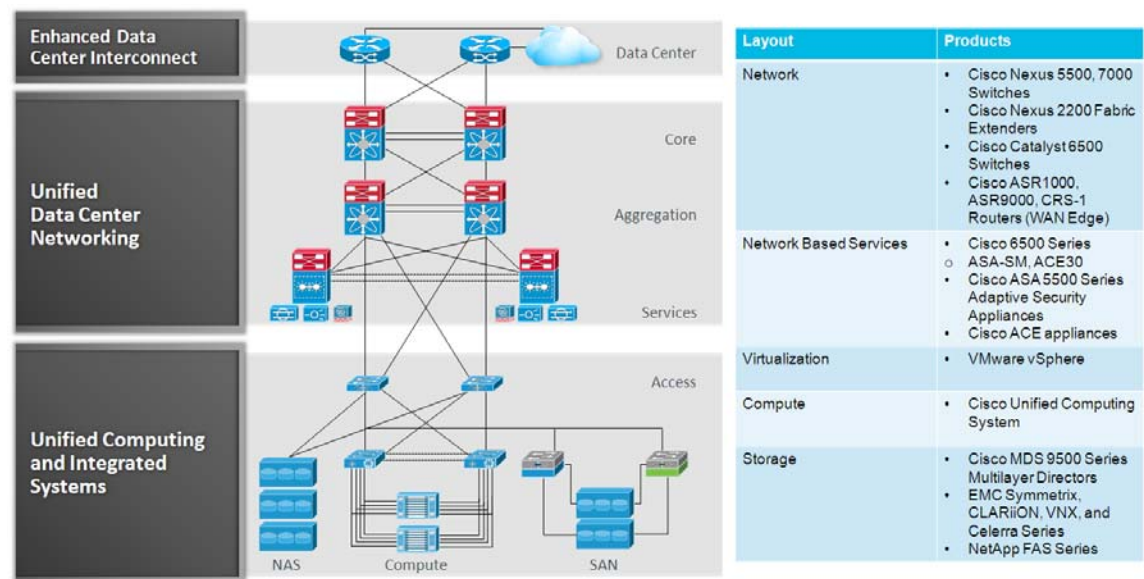 Enhanced Data
Center Interconnect
Data Center
Unified
Data Center
Networking
Core
Aggregation
Services
Unified Computing
and Integrated
Systems
Access
NAS
Compute
SAN
Layout Products
Network
• Cisco Nexus 5500, 7000
Switches
• Cisco Nexus 2200 Fabric
Extenders
• Cisco Catalyst 6500
Switches
• Cisco ASR1000,
ASR9000, CRS-1
Routers (WAN Edge)
Network Based Services
• Cisco 6500 Series
o ASA-SM, ACE30
• Cisco ASA 5500 Series
Adaptive Security
Appliances
• Cisco ACE appliances
Virtualization
• VMware vSphere
Compute
• Cisco Unified Computing
System
Storage
• Cisco MDS 9500 Series
Multilayer Directors
• EMC Symmetrix,
CLARiiON, VNX, and
Celerra Series
• NetApp FAS Series